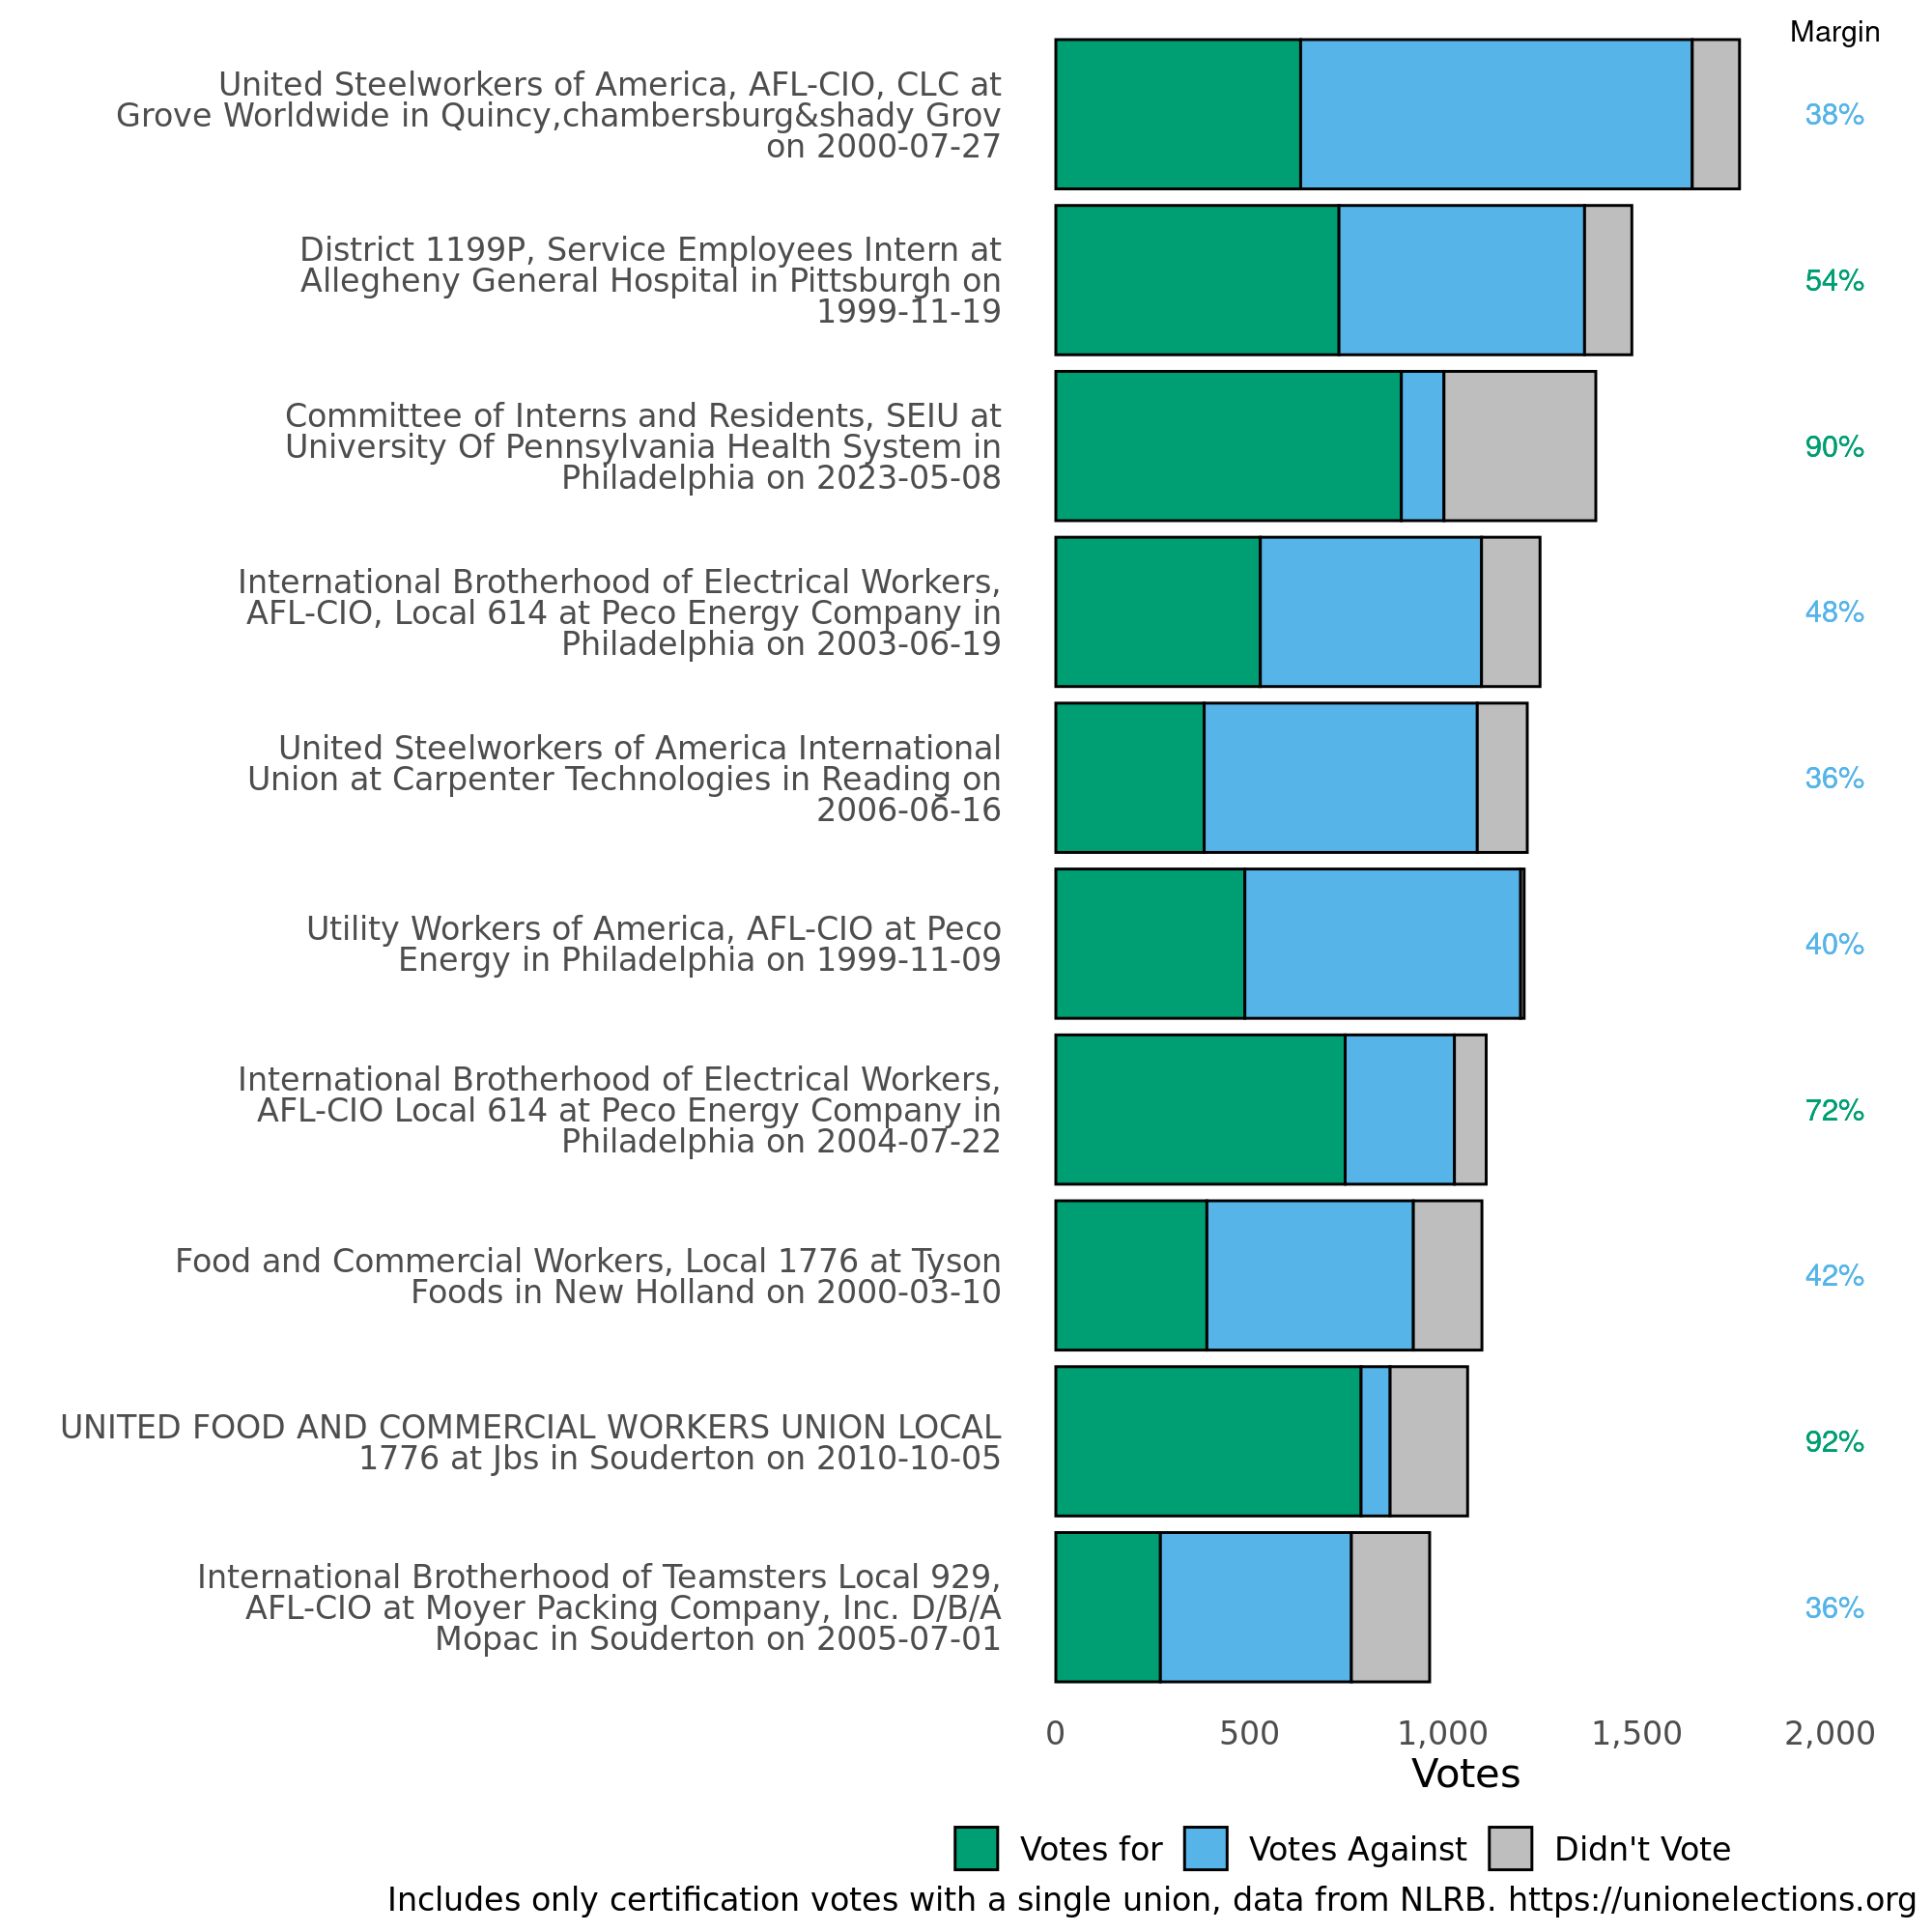 Margin
United Steelworkers of America, AFL-CIO, CLC at
Grove Worldwide in Quincy,chambersburg&shady Grov
on 2000-07-27
38%
District 1199P, Service Employees Intern at
Allegheny General Hospital in Pittsburgh on
1999-11-19
54%
Committee of Interns and Residents, SEIU at
University Of Pennsylvania Health System in
Philadelphia on 2023-05-08
90%
International Brotherhood of Electrical Workers,
AFL-CIO, Local 614 at Peco Energy Company in
Philadelphia on 2003-06-19
48%
United Steelworkers of America International
Union at Carpenter Technologies in Reading on
2006-06-16
36%
Utility Workers of America, AFL-CIO at Peco
Energy in Philadelphia on 1999-11-09
40%
International Brotherhood of Electrical Workers,
AFL-CIO Local 614 at Peco Energy Company in
Philadelphia on 2004-07-22
72%
Food and Commercial Workers, Local 1776 at Tyson
Foods in New Holland on 2000-03-10
42%
UNITED FOOD AND COMMERCIAL WORKERS UNION LOCAL
1776 at Jbs in Souderton on 2010-10-05
92%
International Brotherhood of Teamsters Local 929,
AFL-CIO at Moyer Packing Company, Inc. D/B/A
Mopac in Souderton on 2005-07-01
36%
0 500 1,000 1,500 2,000
Votes
Votes for Votes Against Didn't Vote
Includes only certification votes with a single union, data from NLRB. https://unionelections.org